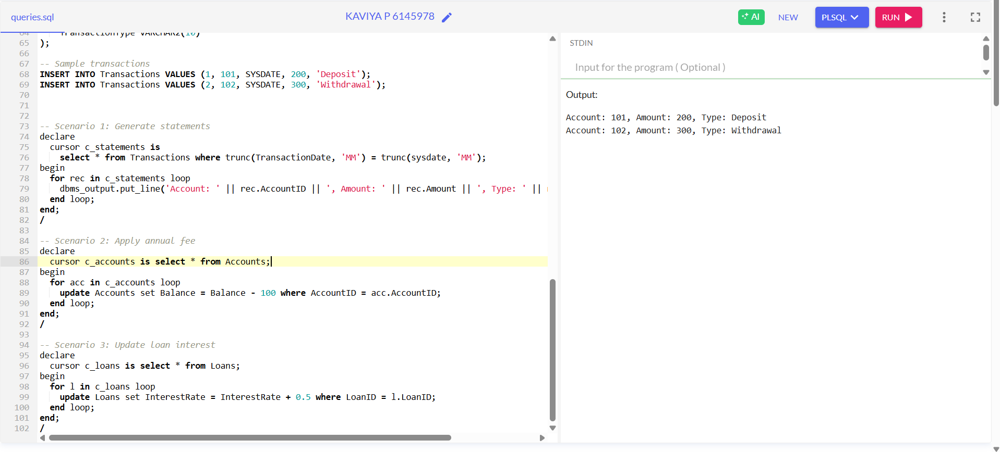 queries.sql
KAVIYA P 6145978
AI
NEW
PLSQL
RUN
64 TransactionType VARCHAR2(10)
65 );
66
67 -- Sample transactions
68 INSERT INTO Transactions VALUES (1, 101, SYSDATE, 200, 'Deposit');
69 INSERT INTO Transactions VALUES (2, 102, SYSDATE, 300, 'Withdrawal');
70
71
72
73 -- Scenario 1: Generate statements
74 declare
75 cursor c_statements is
76 select * from Transactions where trunc(TransactionDate, 'MM') = trunc(sysdate, 'MM');
77 begin
78 for rec in c_statements loop
79 dbms_output.put_line('Account: ' || rec.AccountID || ', Amount: ' || rec.Amount || ', Type: ' ||
80 end loop;
81 end;
82 /
83
84 -- Scenario 2: Apply annual fee
85 declare
86 cursor c_accounts is select * from Accounts;
87 begin
88 for acc in c_accounts loop
89 update Accounts set Balance = Balance - 100 where AccountID = acc.AccountID;
90 end loop;
91 end;
92 /
93
94 -- Scenario 3: Update loan interest
95 declare
96 cursor c_loans is select * from Loans;
97 begin
98 for l in c_loans loop
99 update Loans set InterestRate = InterestRate + 0.5 where LoanID = l.LoanID;
100 end loop;
101 end;
102 /
STDIN
Input for the program ( Optional )
Output:
Account: 101, Amount: 200, Type: Deposit
Account: 102, Amount: 300, Type: Withdrawal